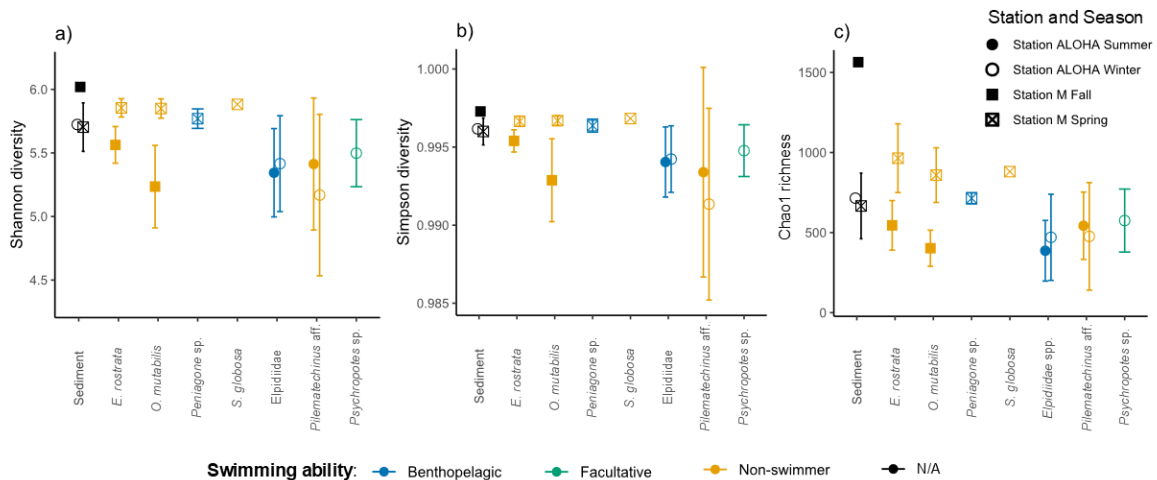 a)
Shannon diversity
6.0
5.5
5.0
4.5
Sediment
E. rostrata
O. mutabilis
Peniagone sp.
S. globosa
Elpidiidae
Pilematechinus aff.
Psychropotes sp.
b)
Simpson diversity
1.000
0.995
0.990
0.985
Sediment
E. rostrata
O. mutabilis
Peniagone sp.
S. globosa
Elpidiidae
Pilematechinus aff.
Psychropotes sp.
c)
Chao1 richness
1500
1000
500
0
Sediment
E. rostrata
O. mutabilis
Peniagone sp.
S. globosa
Elpidiidae spp.
Pilematechinus aff.
Psychropotes sp.
Station and Season
Station ALOHA Summer
Station ALOHA Winter
Station M Fall
Station M Spring
Swimming ability: Benthopelagic Facultative Non-swimmer N/A